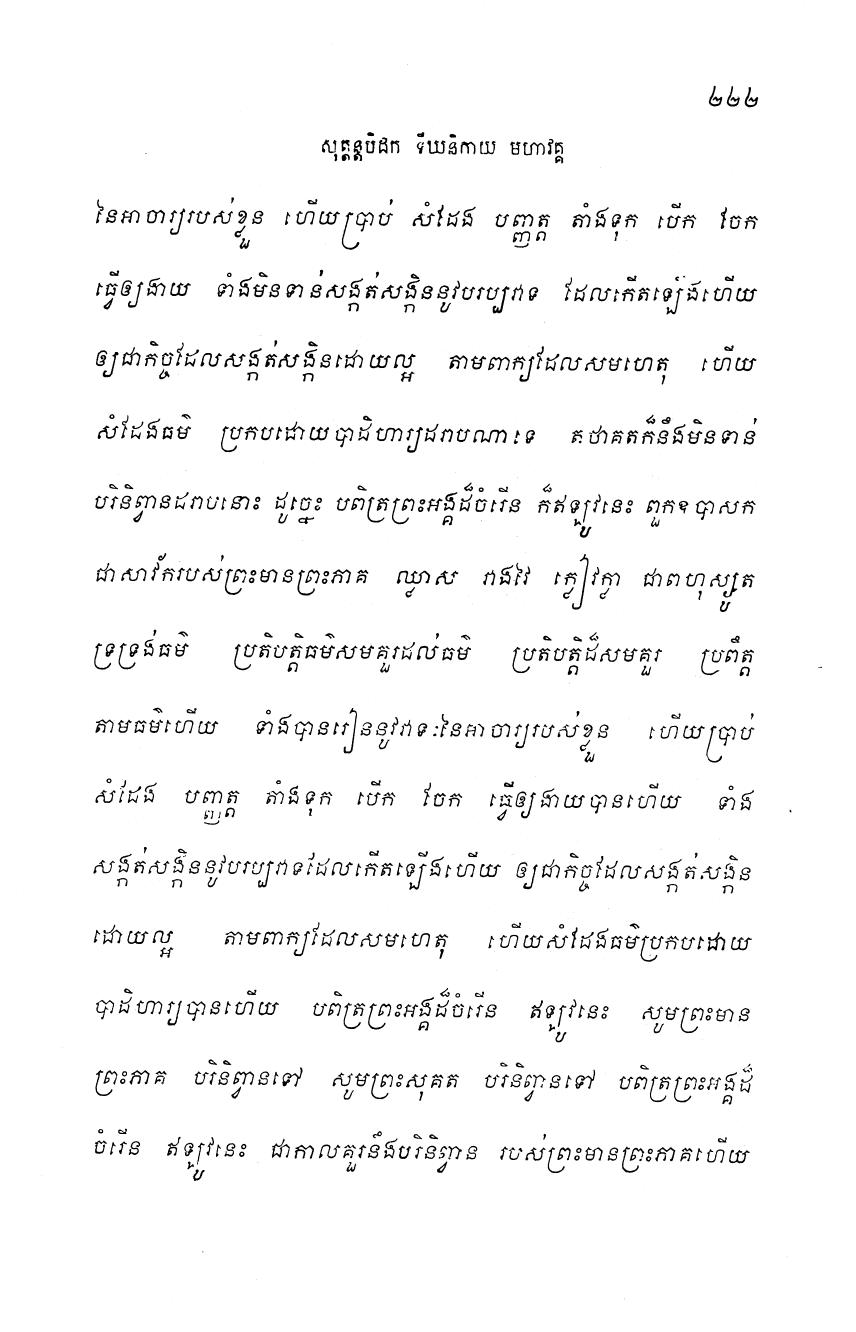 ២២២
សុត្តន្តបិដក ទីឃនិកាយ មហាវគ្គ
នៃអាចារ្យរបស់ខ្លួន ហើយប្រាប់ សំដែង បញ្ញត្ត តាំងទុក បើក ចែក
ធ្វើឲ្យងាយ ទាំងមិនទាន់សង្កត់សង្កិននូវបរប្បវាទ ដែលកើតឡើងហើយ
ឲ្យជាកិច្ចដែលសង្កត់សង្កិនដោយល្អ តាមពាក្យដែលសមហេតុ ហើយ
សំដែងធម៌ ប្រកបដោយបាដិហារ្យដរាបណាទេ តថាគតក៏នឹងមិនទាន់
បរិនិព្វានដរាបនោះ ដូច្នេះ បពិត្រព្រះអង្គដ៏ចំរើន ក៏ឥឡូវនេះ ពួកឧបាសក
ជាសាវ័ករបស់ព្រះមានព្រះភាគ ឈ្លាស វាងវៃ ក្លៀវក្លា ជាពហុស្សូត
ទ្រទ្រង់ធម៌ ប្រតិបត្តិធម៌សមគួរដល់ធម៌ ប្រតិបត្តិដ៏សមគួរ ប្រពឹត្ត
តាមធម៌ហើយ ទាំងបានរៀននូវវាទៈនៃអាចារ្យរបស់ខ្លួន ហើយប្រាប់
សំដែង បញ្ញត្ត តាំងទុក បើក ចែក ធ្វើឲ្យងាយបានហើយ ទាំង
សង្កត់សង្កិននូវបរប្បវាទដែលកើតឡើងហើយ ឲ្យជាកិច្ចដែលសង្កត់សង្កិន
ដោយល្អ តាមពាក្យដែលសមហេតុ ហើយសំដែងធម៌ប្រកបដោយ
បាដិហារ្យបានហើយ បពិត្រព្រះអង្គដ៏ចំរើន ឥឡូវនេះ សូមព្រះមាន
ព្រះភាគ បរិនិព្វានទៅ សូមព្រះសុគត បរិនិព្វានទៅ បពិត្រព្រះអង្គដ៏
ចំរើន ឥឡូវនេះ ជាកាលគួរនឹងបរិនិព្វាន របស់ព្រះមានព្រះភាគហើយ